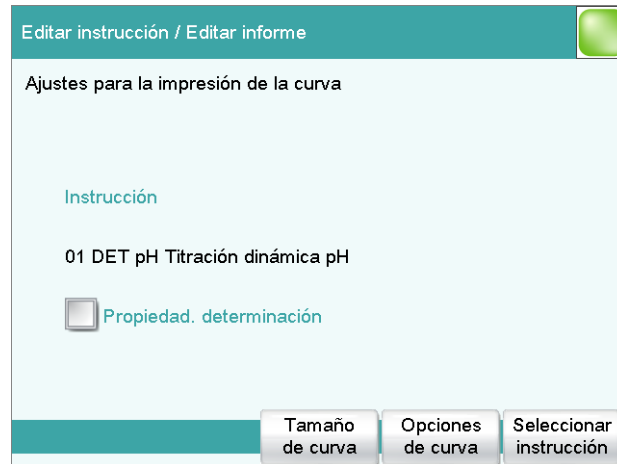 Editar instrucción / Editar informe
Ajustes para la impresión de la curva
Instrucción
01 DET pH Titración dinámica pH
Propiedad. determinación
Tamaño
de curva
Opciones
de curva
Seleccionar
instrucción